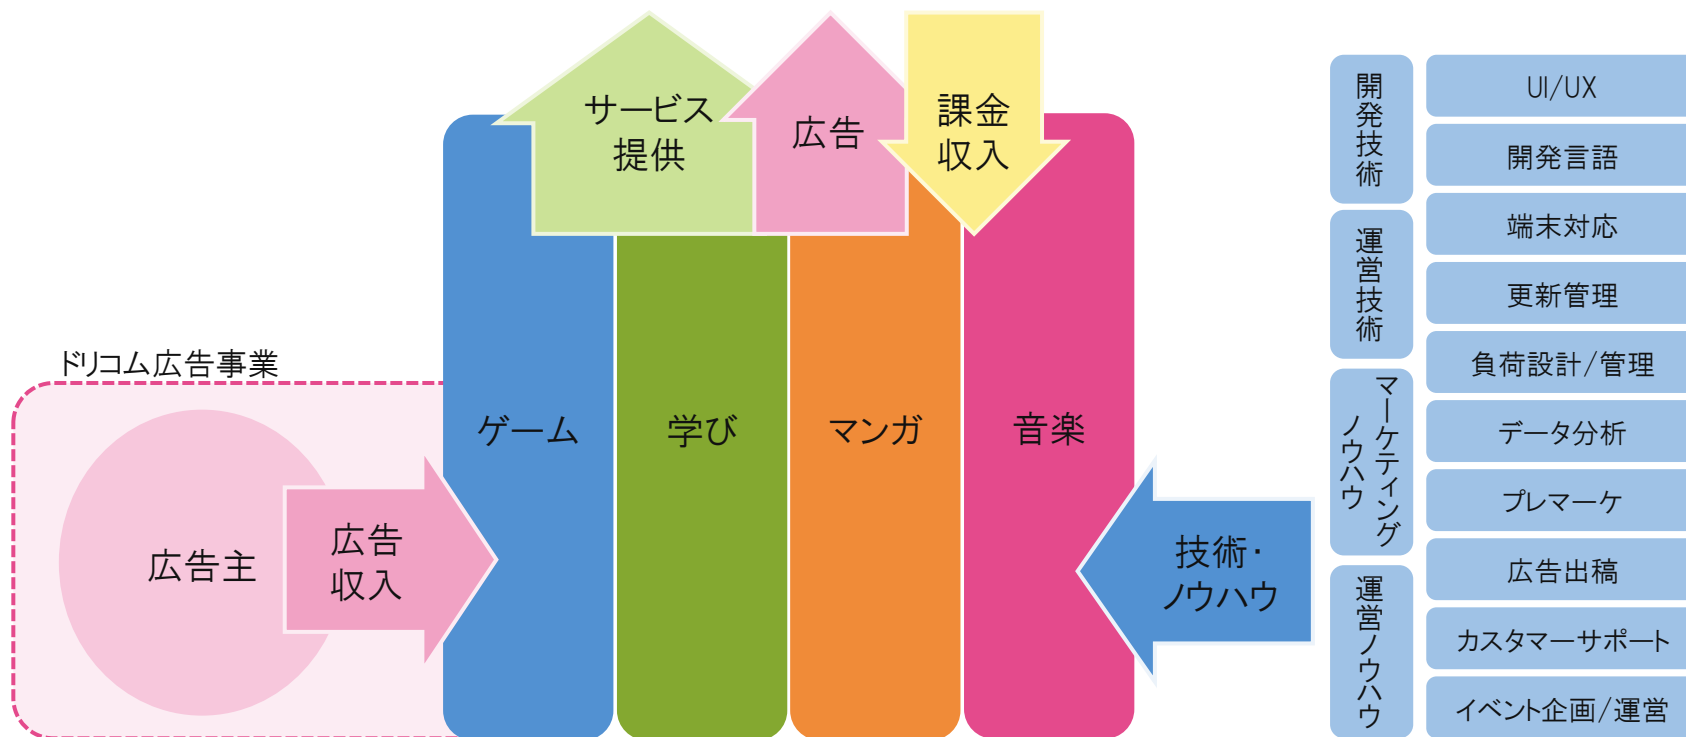 サービス
提供
広告
課金
収入
ドリコム広告事業
ゲーム
学び
マンガ
音楽
広告主
広告
収入
技術・
ノウハウ
開発技術
運営技術
マーケティング
ノウハウ
運営ノウハウ
UI/UX
開発言語
端末対応
更新管理
負荷設計/管理
データ分析
プレマーケ
広告出稿
カスタマーサポート
イベント企画/運営